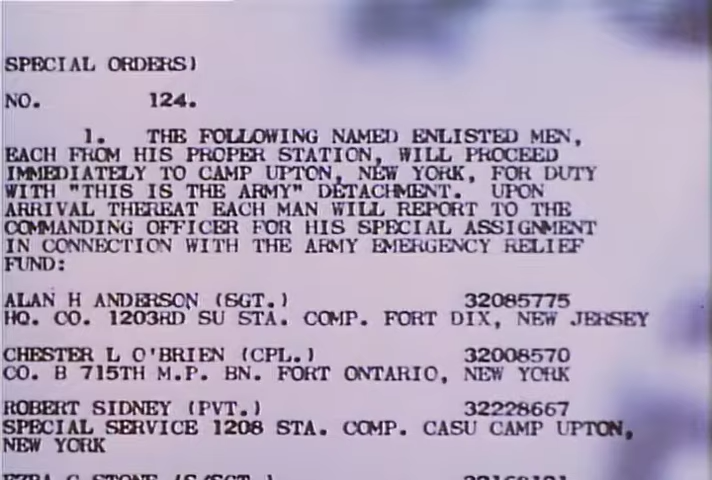 SPECIAL ORDERS)
NO. 124.
1. THE FOLLOWING NAMED ENLISTED MEN,
EACH FROM HIS PROPER STATION, WILL PROCEED
IMMEDIATELY TO CAMP UPTON, NEW YORK, FOR DUTY
WITH "THIS IS THE ARMY" DETACHMENT. UPON
ARRIVAL THEREAT EACH MAN WILL REPORT TO THE
COMMANDING OFFICER FOR HIS SPECIAL ASSIGNMENT
IN CONNECTION WITH THE ARMY EMERGENCY RELIEF
FUND:
ALAN H ANDERSON (SGT.) 32085775
HQ. CO. 1203RD SU STA. COMP. FORT DIX, NEW JERSEY
CHESTER L O'BRIEN (CPL.) 32008570
CO. B 715TH M.P. BN. FORT ONTARIO, NEW YORK
ROBERT SIDNEY (PVT.) 32228667
SPECIAL SERVICE 1208 STA. COMP. CASU CAMP UPTON,
NEW YORK